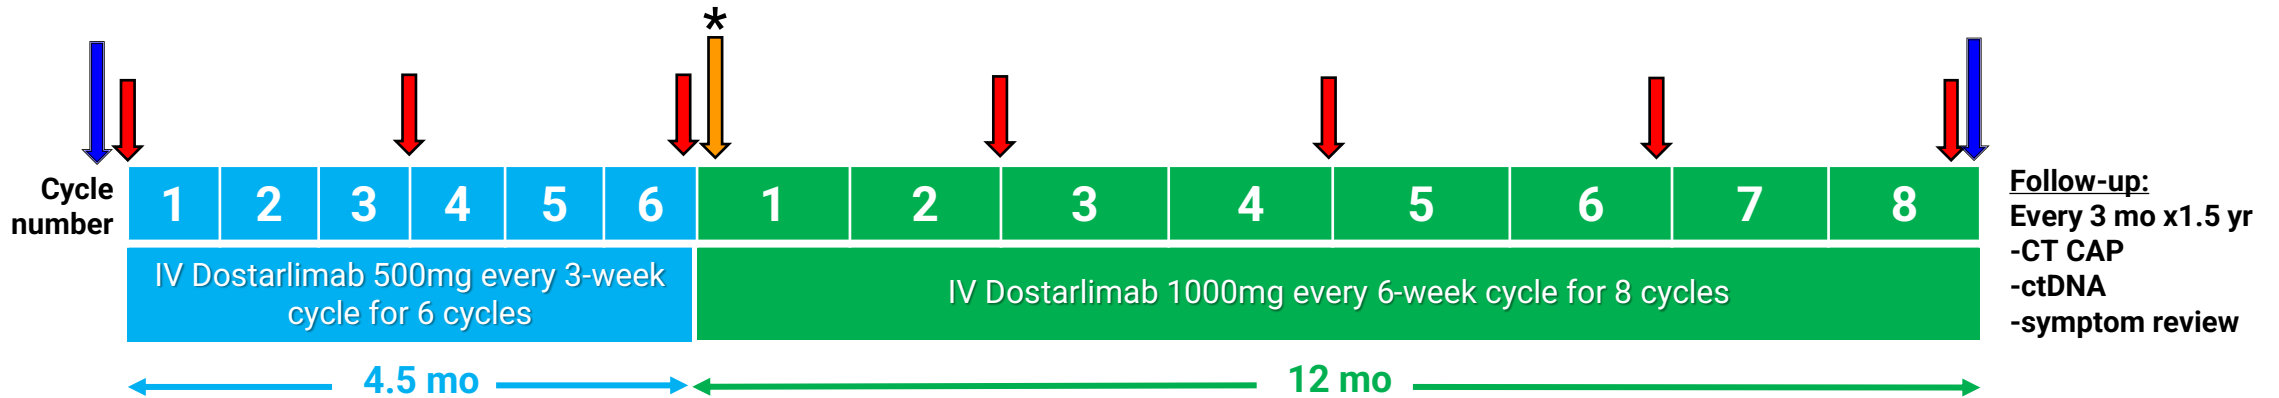 *
Cycle
number
1 2 3 4 5 6 1 2 3 4 5 6 7 8
IV Dostarlimab 500mg every 3-week
cycle for 6 cycles
IV Dostarlimab 1000mg every 6-week cycle for 8 cycles
4.5 mo
12 mo
Follow-up:
Every 3 mo x1.5 yr
-CT CAP
-ctDNA
-symptom review